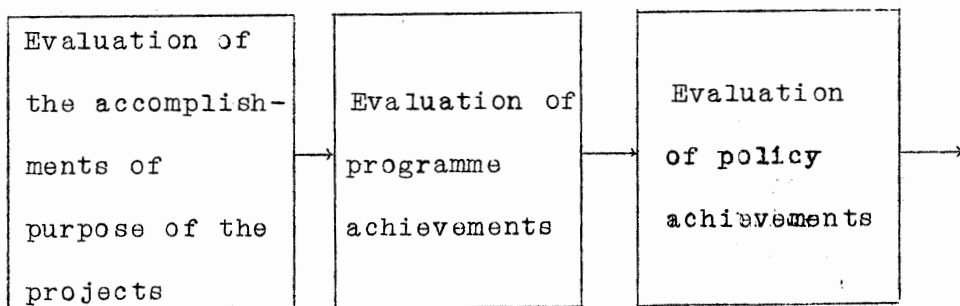 Evaluation of
the accomplish-
ments of
purpose of the
projects
Evaluation of
programme
achievements
Evaluation
of policy
achievements